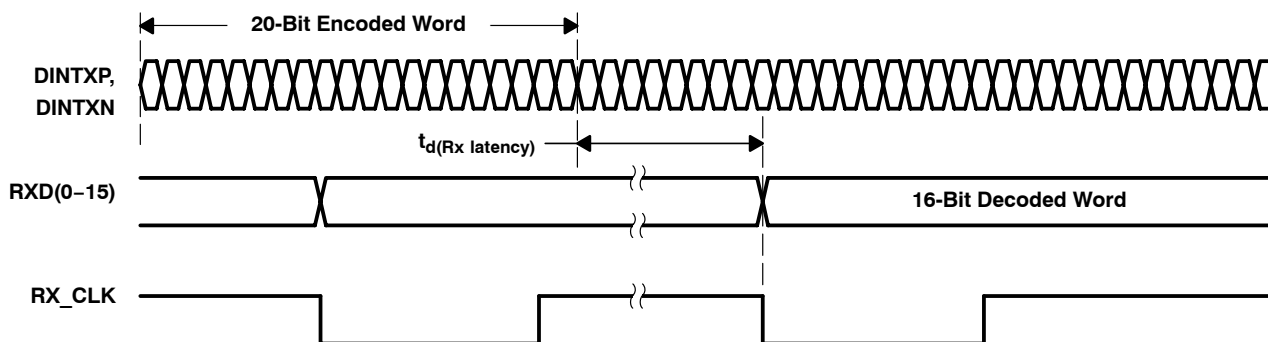 20-Bit Encoded Word
DINTXP,
DINTXN
td(Rx latency)
RXD(0–15)
16-Bit Decoded Word
RX_CLK